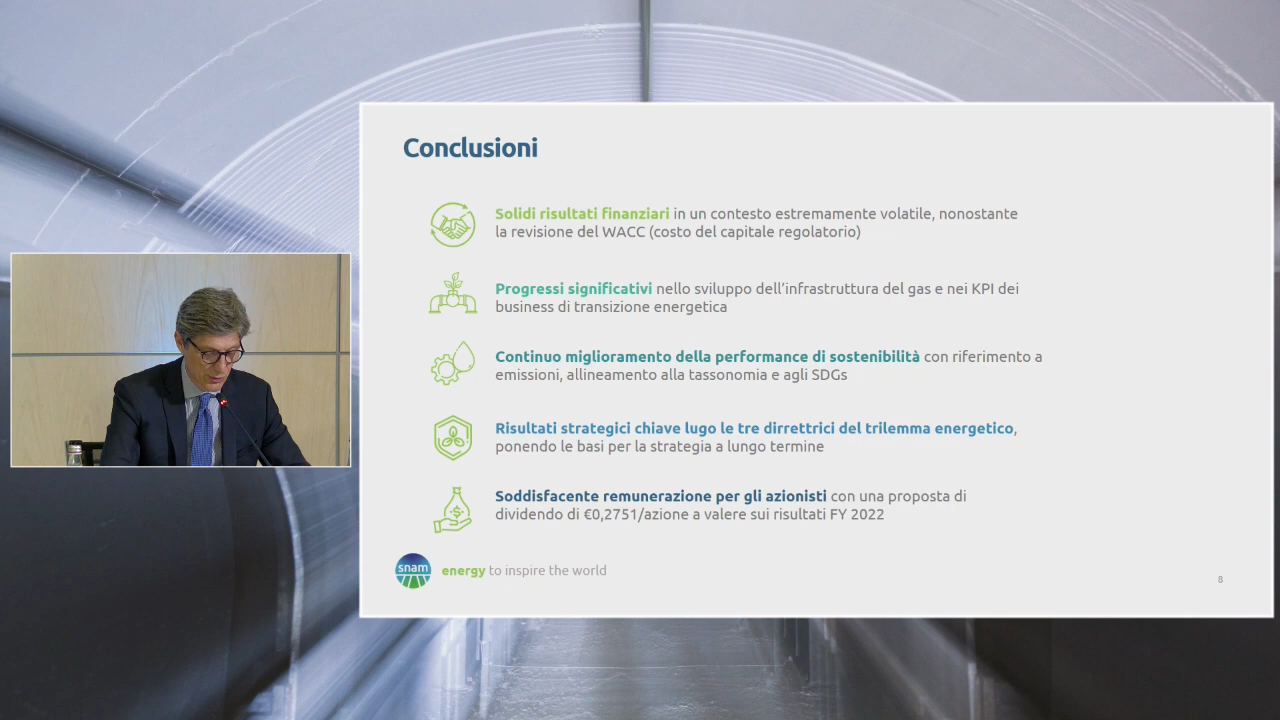 Conclusioni
Solidi risultati finanziari in un contesto estremamente volatile, nonostante
la revisione del WACC (costo del capitale regolatorio)
Progressi significativi nello sviluppo dell'infrastruttura del gas e nei KPI dei
business di transizione energetica
Continuo miglioramento della performance di sostenibilità con riferimento a
emissioni, allineamento alla tassonomia e agli SDGs
Risultati strategici chiave lugo le tre dirrettrici del trilemma energetico,
ponendo le basi per la strategia a lungo termine
Soddisfacente remunerazione per gli azionisti con una proposta di
dividendo di €0,2751/azione a valere sui risultati FY 2022
snam energy to inspire the world
8